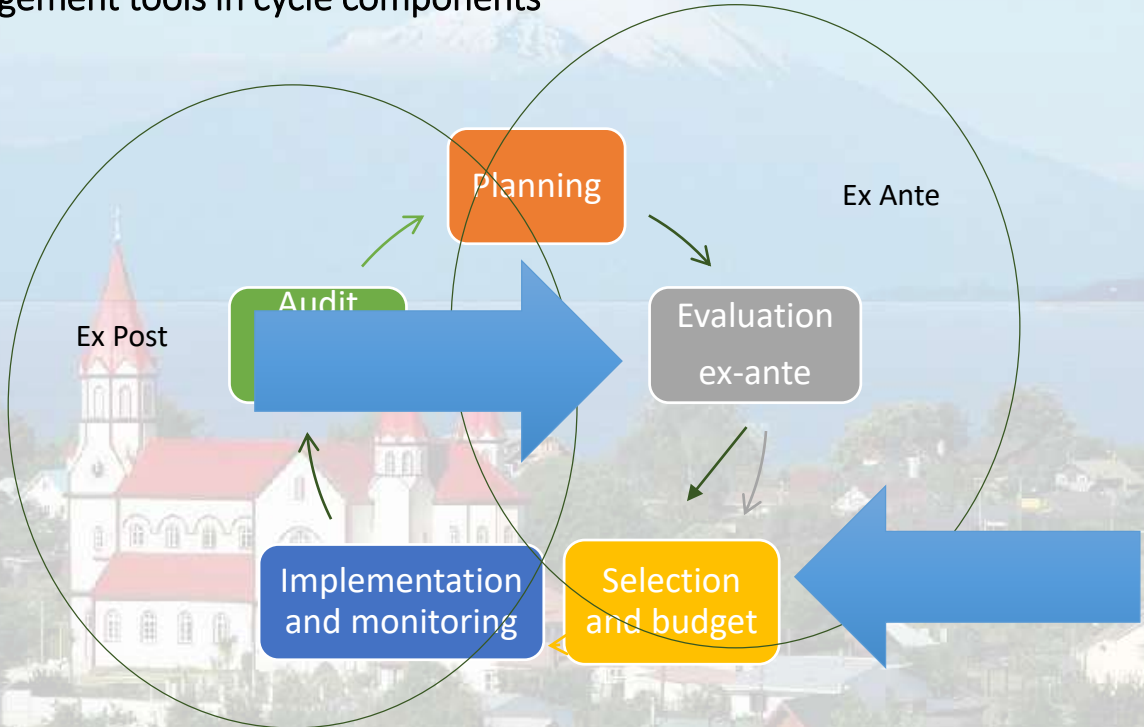 gement tools in cycle components
Planning
Ex Ante
Audit
Evaluation
ex-ante
Ex Post
Implementation
and monitoring
Selection
and budget